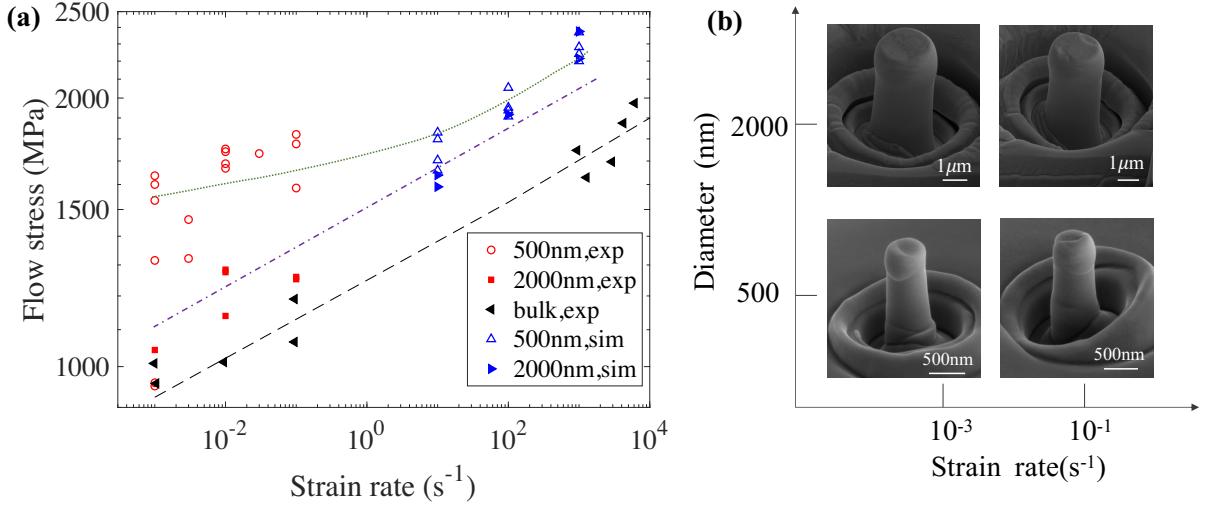 (a)
2500
2000
1500
1000
Flow stress (MPa)
500nm,exp
2000nm,exp
bulk,exp
500nm,sim
2000nm,sim
10-2
100
102
104
Strain rate (s-1)
(b)
Diameter (nm)
2000
500
1μm
1μm
500nm
500nm
10-3
10-1
Strain rate(s-1)